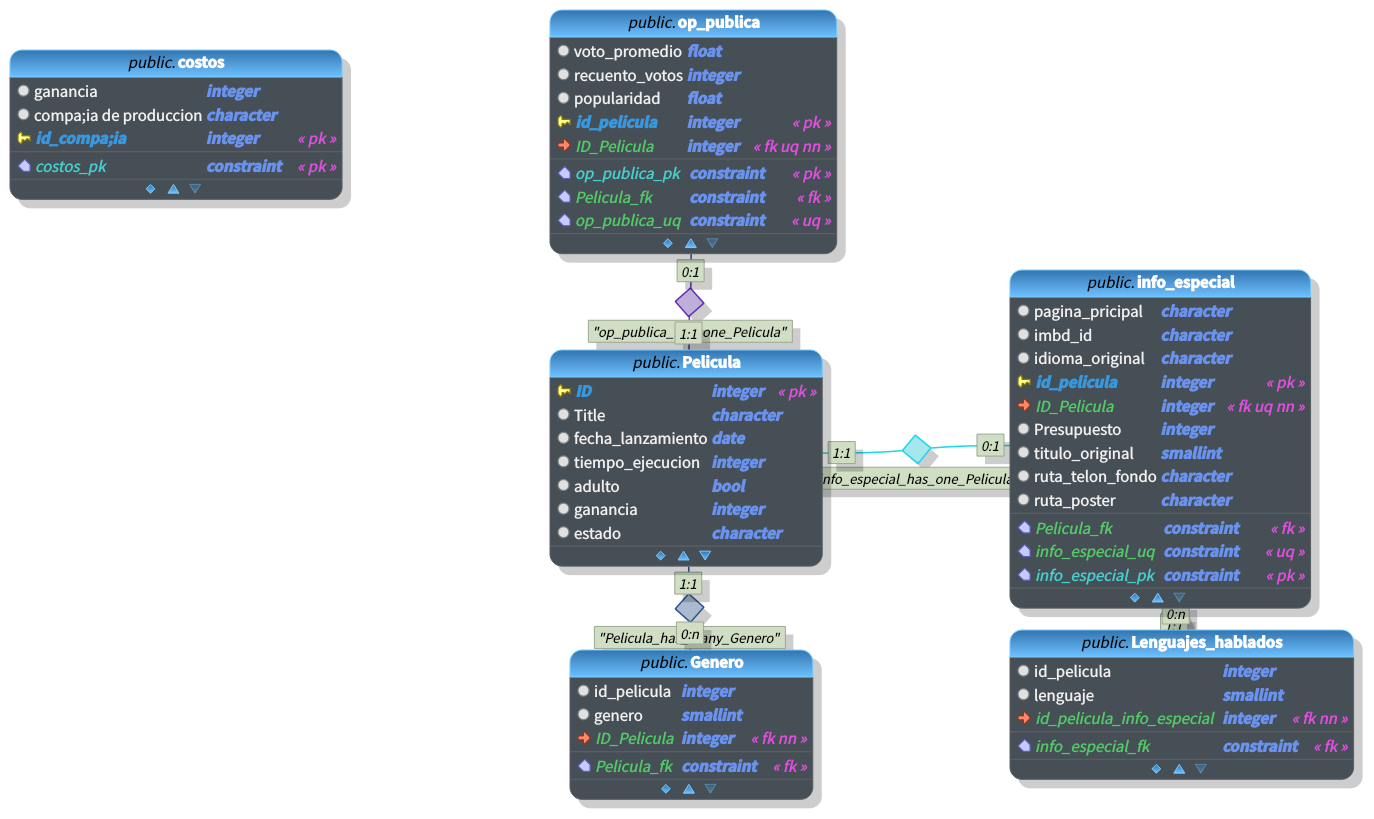 public.costos
ganancia integer
compa;ia de produccion character
id_compa;ia integer « pk »
costos_pk constraint « pk »
public.op_publica
voto_promedio float
recuento_votos integer
popularidad float
id_pelicula integer « pk »
ID_Pelicula integer « fk uq nn »
op_publica_pk constraint « pk »
Pelicula_fk constraint « fk »
op_publica_uq constraint « uq »
0:1
"op_publica_ one_Pelicula"
1:1
public.Pelicula
ID integer « pk »
Title character
fecha_lanzamiento date
tiempo_ejecucion integer
adulto bool
ganancia integer
estado character
1:1
0:1
nfo_especial_has_one_Pelicula
public.info_especial
pagina_pricipal character
imbd_id character
idioma_original character
id_pelicula integer « pk »
ID_Pelicula integer « fk uq nn »
Presupuesto integer
titulo_original smallint
ruta_telon_fondo character
ruta_poster character
Pelicula_fk constraint « fk »
info_especial_uq constraint « uq »
info_especial_pk constraint « pk »
1:1
"Pelicula_ha any_Genero"
0:n
public.Genero
id_pelicula integer
genero smallint
ID_Pelicula integer « fk nn »
Pelicula_fk constraint « fk »
0:n
public.Lenguajes_hablados
id_pelicula integer
lenguaje smallint
id_pelicula_info_especial integer « fk nn »
info_especial_fk constraint « fk »